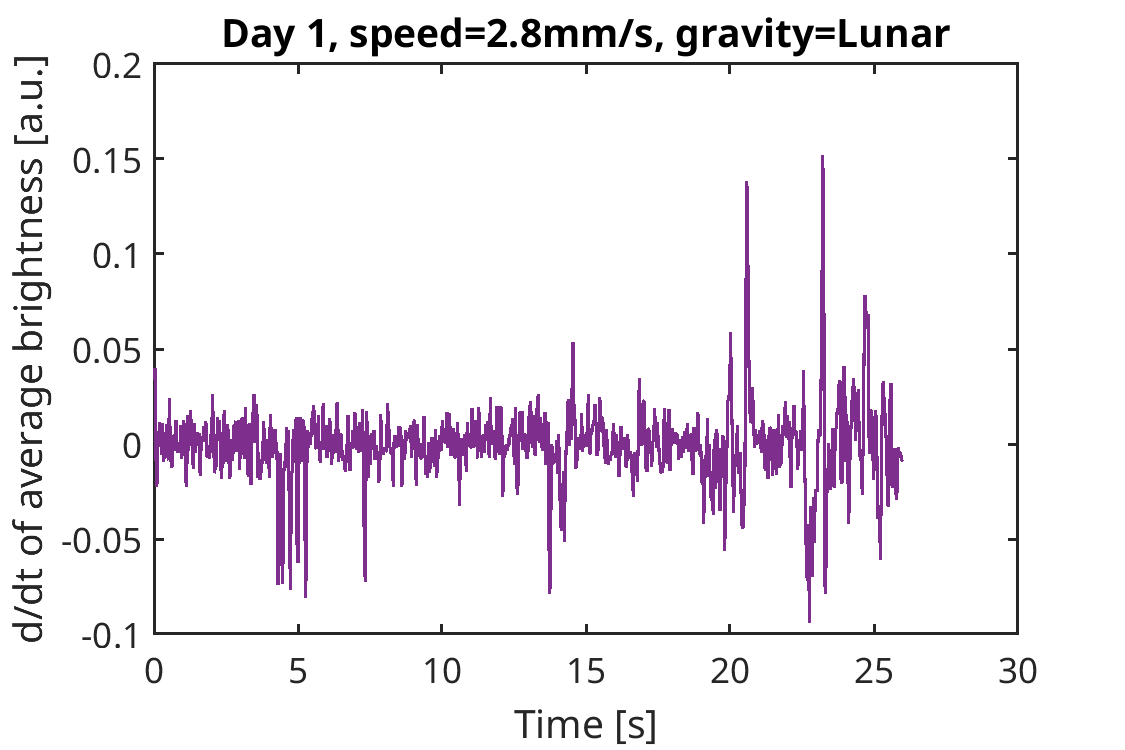 Day 1, speed=2.8mm/s, gravity=Lunar
d/dt of average brightness [a.u.]
0.2
0.15
0.1
0.05
0
-0.05
-0.1
0 5 10 15 20 25 30
Time [s]